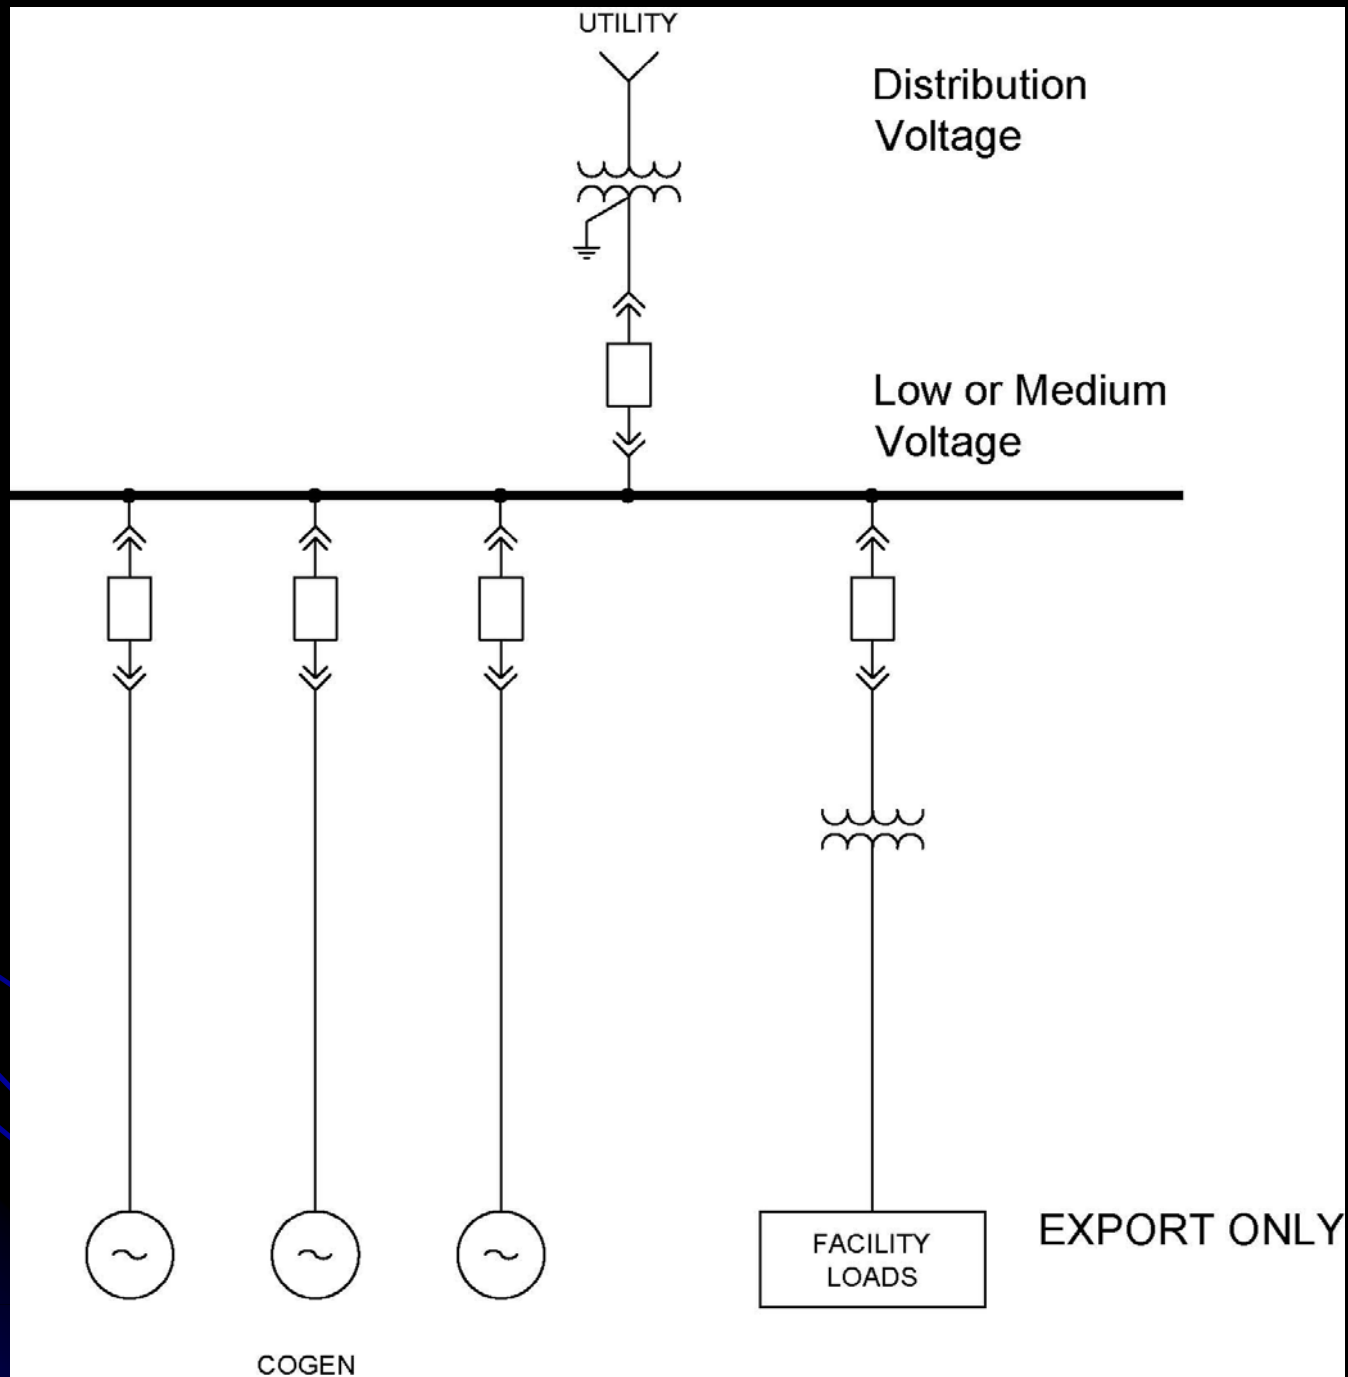 UTILITY
Distribution
Voltage
Low or Medium
Voltage
FACILITY
LOADS
EXPORT ONLY
COGEN